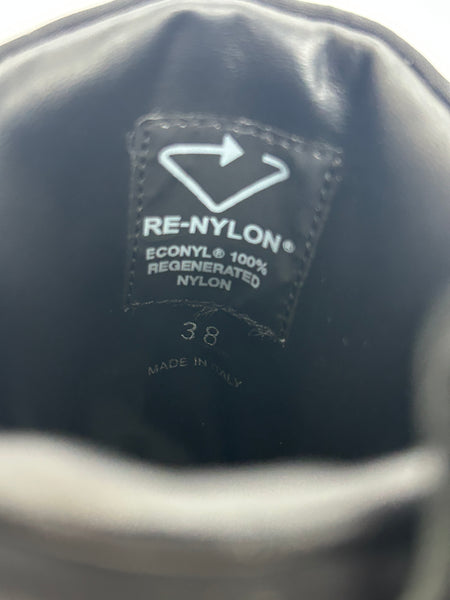 RE-NYLON®
ECONYL® 100%
REGENERATED
NYLON
38
MADE IN ITALY